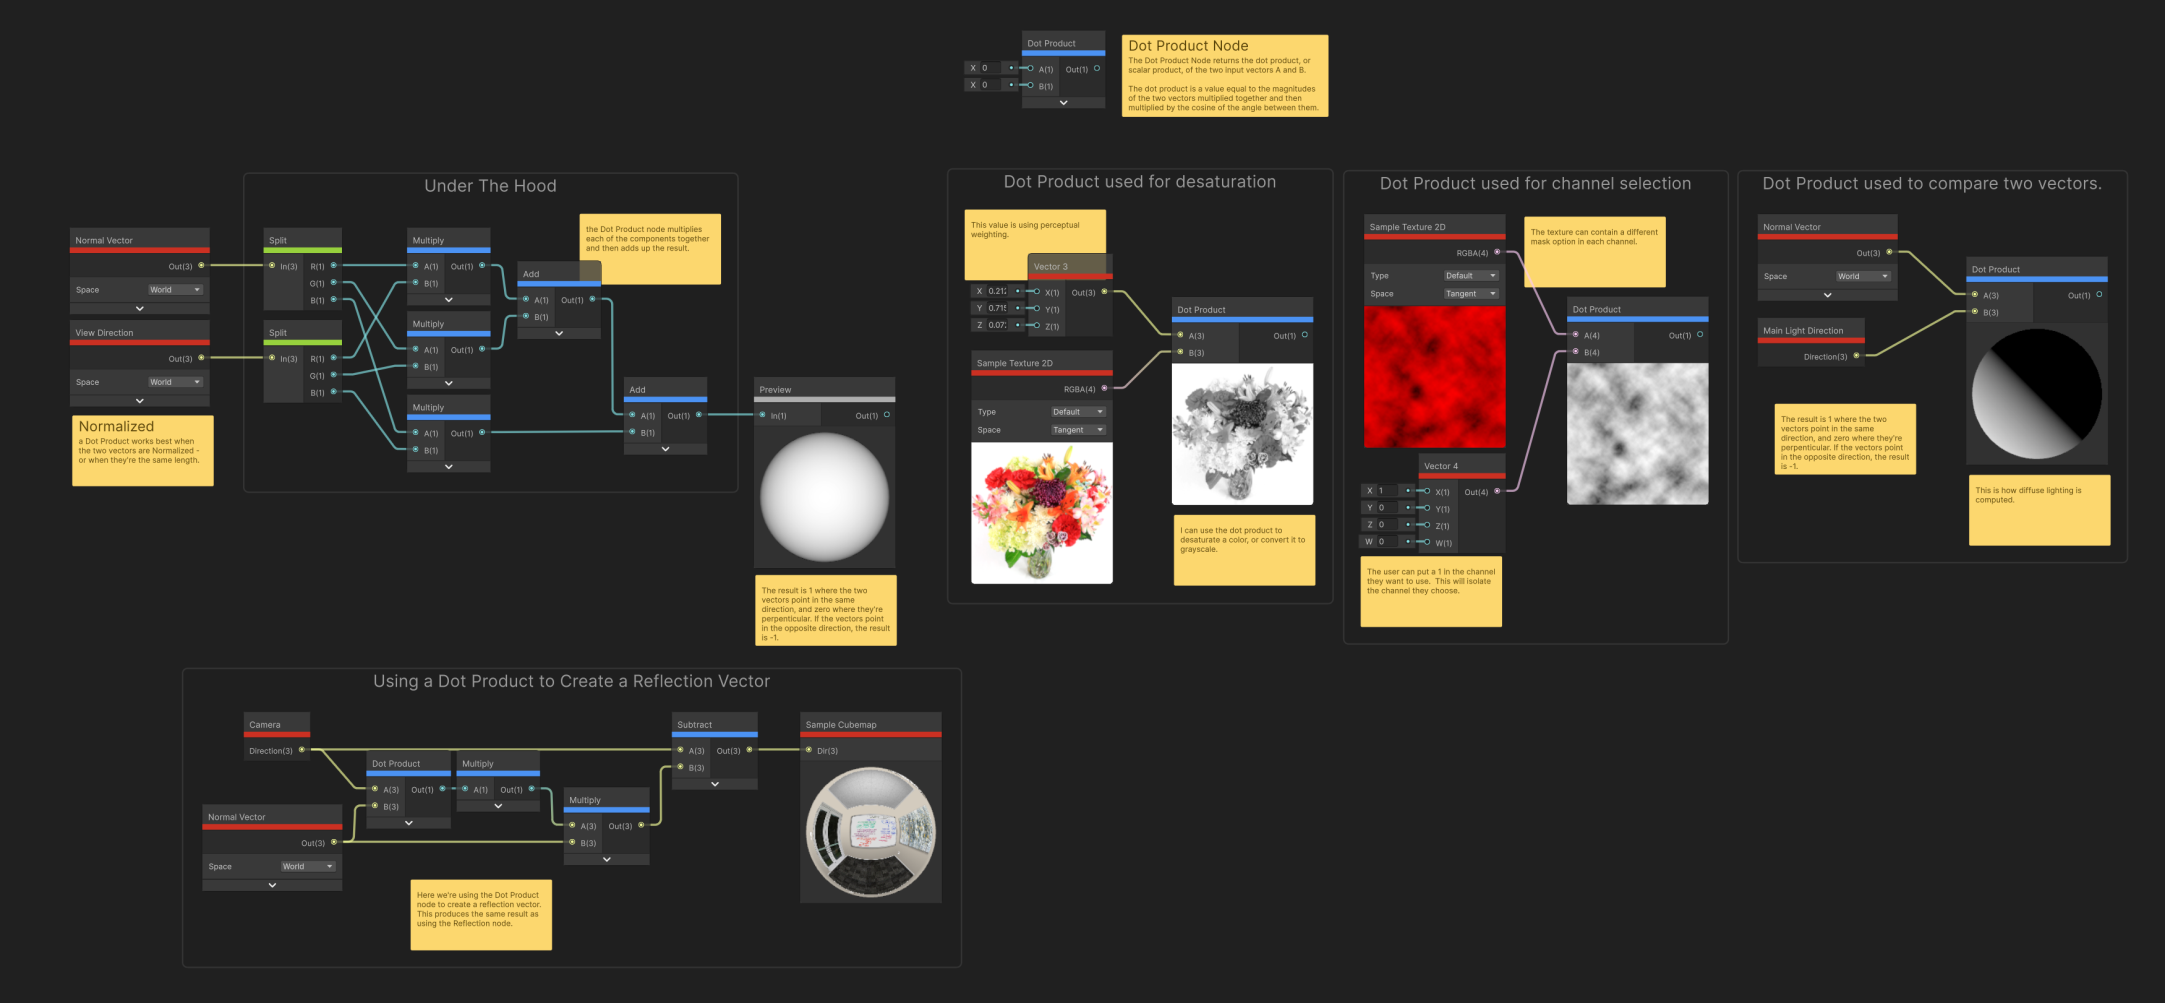 Dot Product
X 0
A(1) Out(1)
X 0
B(1)
Dot Product Node
The Dot Product Node returns the dot product, or
scalar product, of the two input vectors A and B.
The dot product is a value equal to the magnitudes
of the two vectors multiplied together and then
multiplied by the cosine of the angle between them.
Under The Hood
Normal Vector
Out(3)
Space World
View Direction
Out(3)
Space World
Normalized
a Dot Product works best when
the two vectors are Normalized -
or when they're the same length.
Split
In(3) R(1)
G(1)
B(1)
Split
In(3) R(1)
G(1)
B(1)
Multiply
A(1) Out(1)
B(1)
Multiply
A(1) Out(1)
B(1)
Multiply
A(1) Out(1)
B(1)
the Dot Product node multiplies
each of the components together
and then adds up the result.
Add
A(1) Out(1)
B(1)
Add
A(1) Out(1)
B(1)
Preview
In(1) Out(1)
The result is 1 where the two
vectors point in the same
direction, and zero where they're
perpenticular. If the vectors point
in the opposite direction, the result
is -1.
Dot Product used for desaturation
This value is using perceptual
weighting.
Vector 3
X 0.212
X(1) Out(3)
Y 0.715
Y(1)
Z 0.072
Z(1)
Sample Texture 2D
RGBA(4)
Type Default
Space Tangent
Dot Product
A(3) Out(1)
B(3)
I can use the dot product to
desaturate a color, or convert it to
grayscale.
Dot Product used for channel selection
Sample Texture 2D
RGBA(4)
Type Default
Space Tangent
The texture can contain a different
mask option in each channel.
Dot Product
A(4) Out(1)
B(4)
Vector 4
X 1
X(1) Out(4)
Y 0
Y(1)
Z 0
Z(1)
W 0
W(1)
The user can put a 1 in the channel
they want to use. This will isolate
the channel they choose.
Dot Product used to compare two vectors.
Normal Vector
Out(3)
Space World
Main Light Direction
Direction(3)
Dot Product
A(3) Out(1)
B(3)
The result is 1 where the two
vectors point in the same
direction, and zero where they're
perpenticular. If the vectors point
in the opposite direction, the result
is -1.
This is how diffuse lighting is
computed.
Using a Dot Product to Create a Reflection Vector
Camera
Direction(3)
Normal Vector
Out(3)
Space World
Dot Product
A(3) Out(1)
B(3)
Multiply
A(1) Out(1)
Multiply
A(3) Out(3)
B(3)
Subtract
A(3) Out(3)
B(3)
Sample Cubemap
Dir(3)
Here we're using the Dot Product
node to create a reflection vector.
This produces the same result as
using the Reflection node.